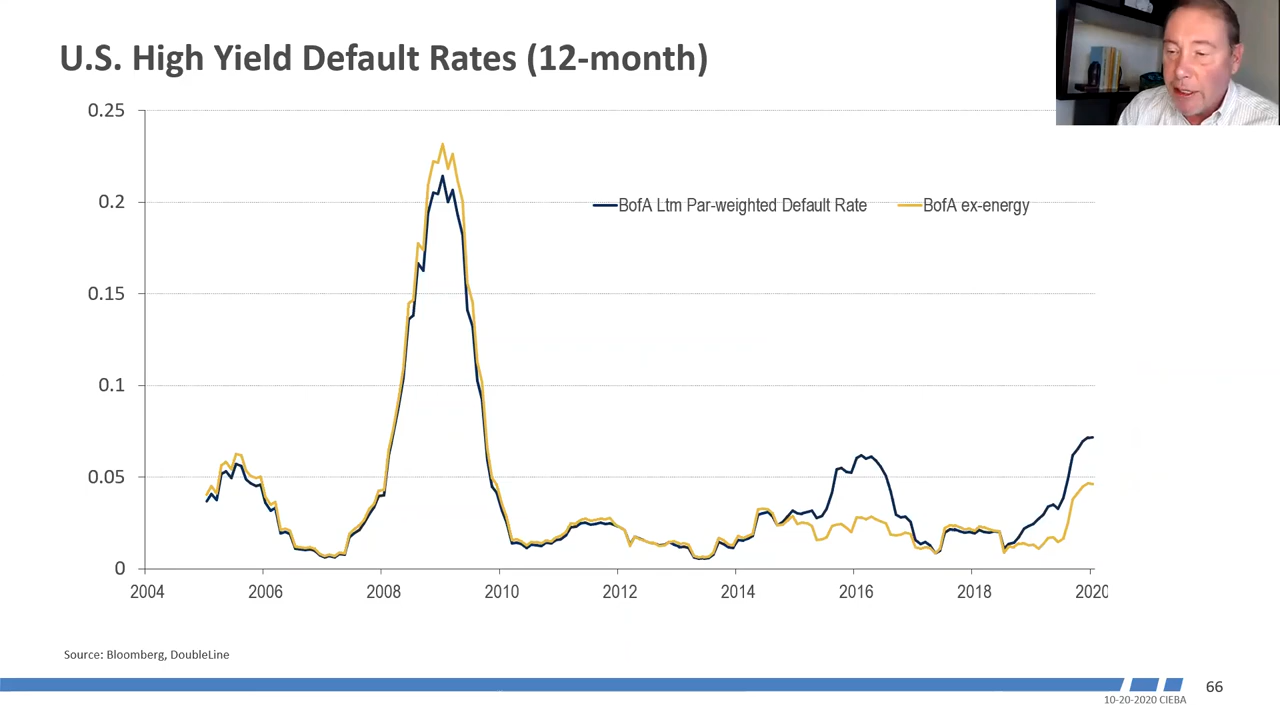 U.S. High Yield Default Rates (12-month)
0.25
0.2
0.15
0.1
0.05
0
BofA Ltm Par-weighted Default Rate
BofA ex-energy
2004 2006 2008 2010 2012 2014 2016 2018 2020
Source: Bloomberg, DoubleLine
66
10-20-2020 CIEBA